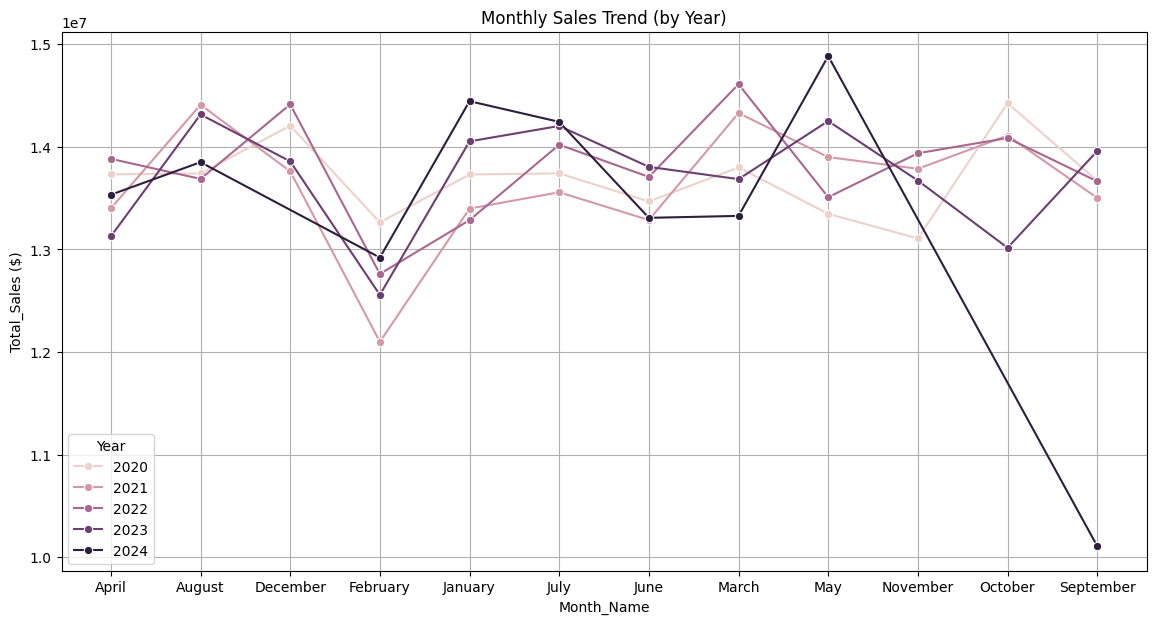 Monthly Sales Trend (by Year)
1e7
1.5
1.4
1.3
1.2
1.1
1.0
Total_Sales ($)
Year
2020
2021
2022
2023
2024
April August December February January July June March May November October September
Month_Name